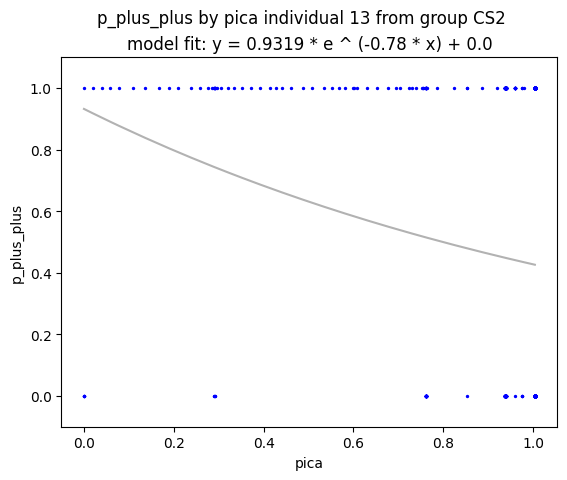 p_plus_plus by pica individual 13 from group CS2
model fit: y = 0.9319 * e ^ (-0.78 * x) + 0.0
1.0
0.8
0.6
0.4
0.2
0.0
p_plus_plus
0.0 0.2 0.4 0.6 0.8 1.0
pica